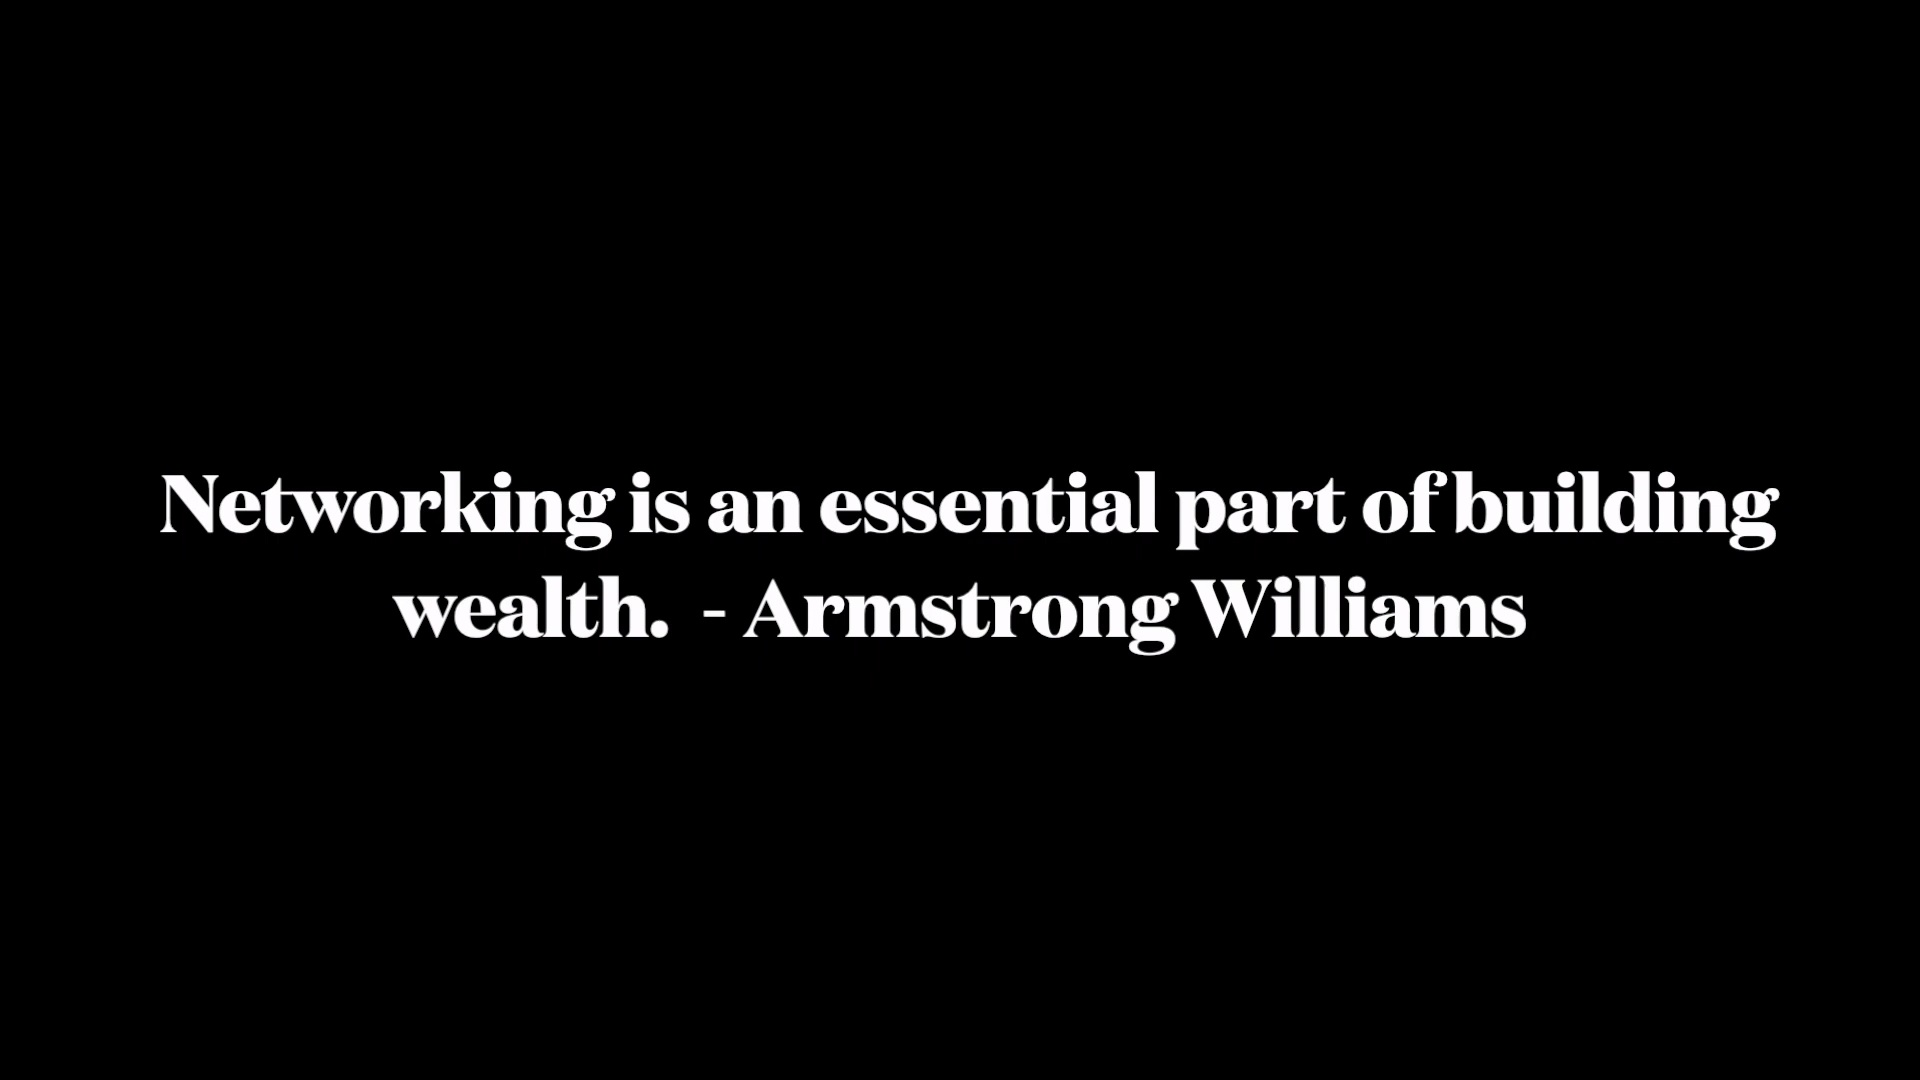 Networking is an essential part of building
wealth.  - Armstrong Williams